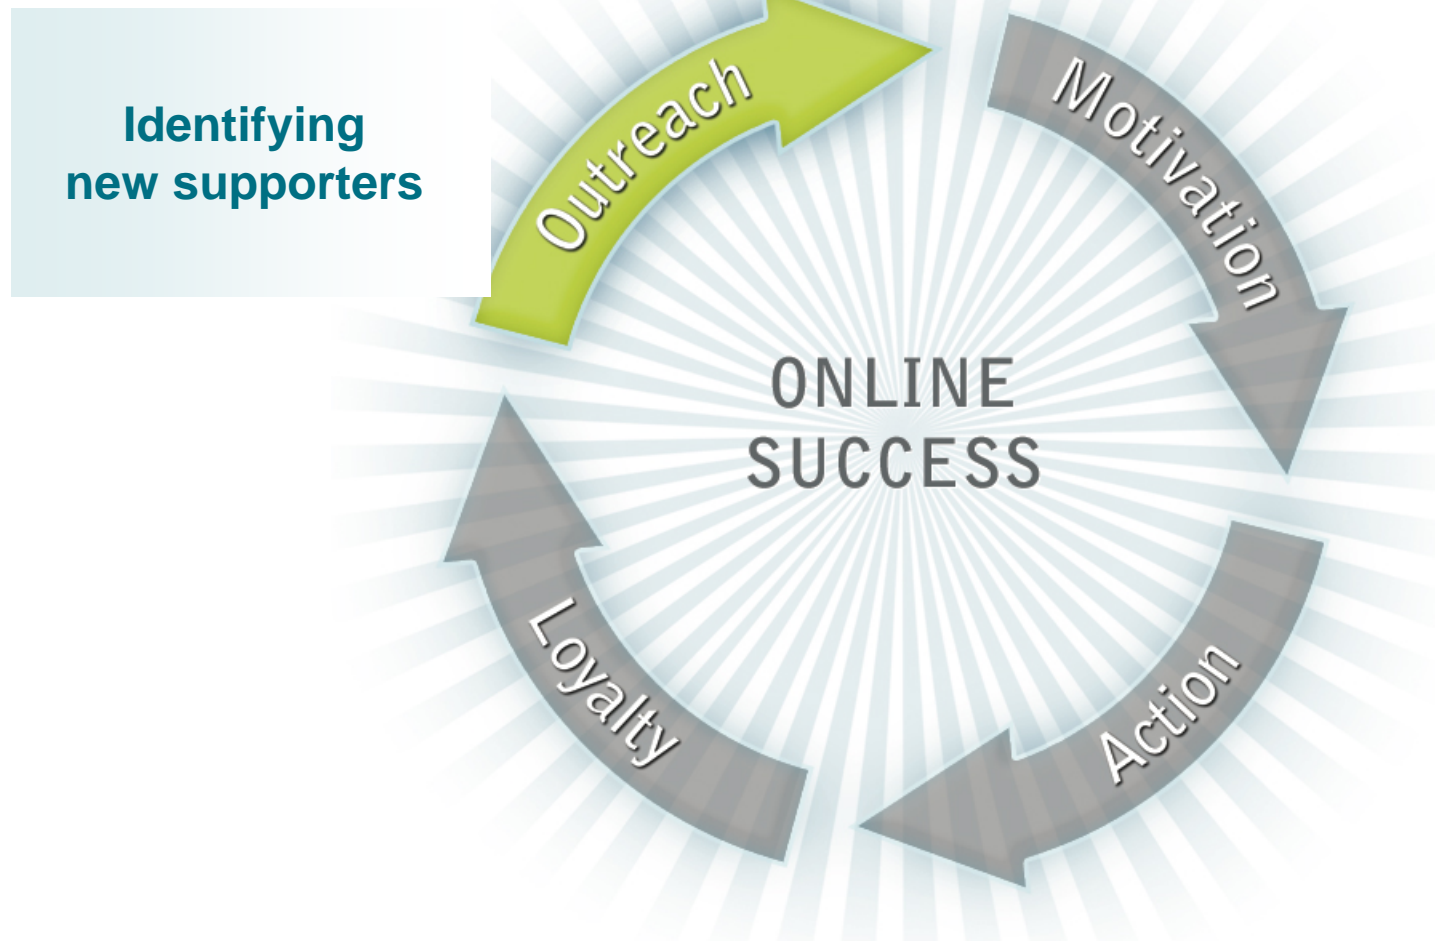 Identifying
new supporters
Outreach
Motivation
ONLINE
SUCCESS
Loyalty
Action